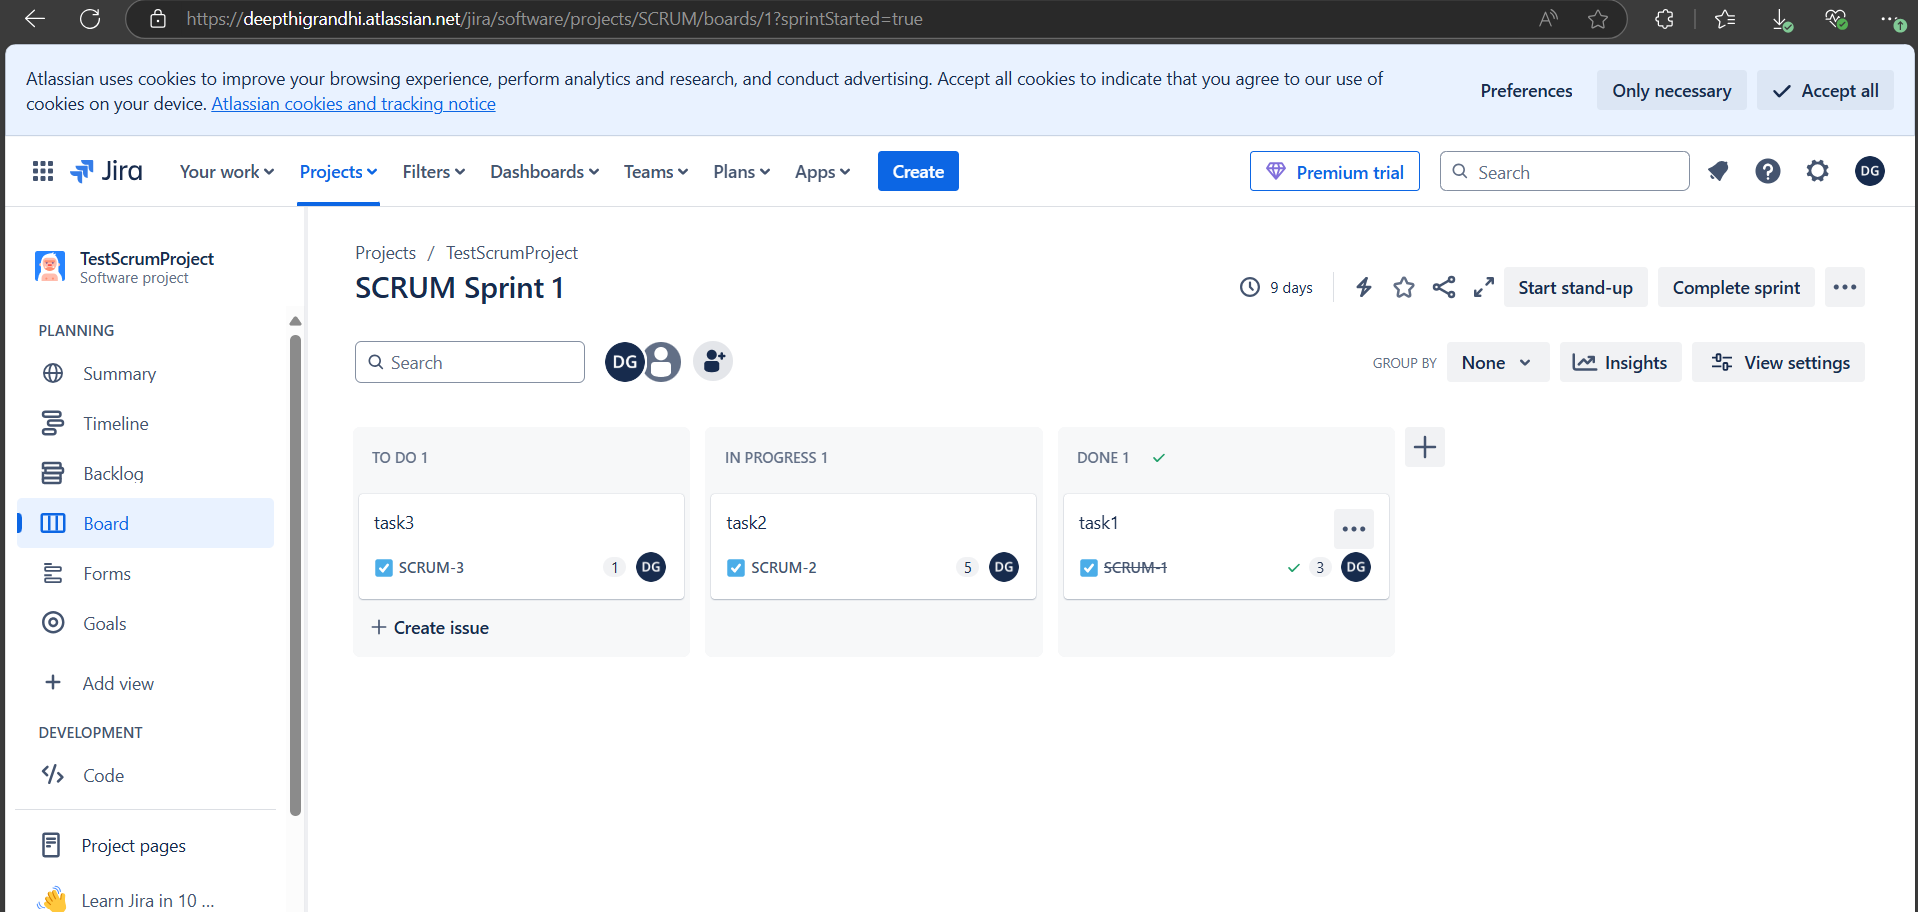 https://deepthigrandhi.atlassian.net/jira/software/projects/SCRUM/boards/1?sprintStarted=true
Atlassian uses cookies to improve your browsing experience, perform analytics and research, and conduct advertising. Accept all cookies to indicate that you agree to our use of
cookies on your device. Atlassian cookies and tracking notice
Preferences
Only necessary
Accept all
Jira
Your work
Projects
Filters
Dashboards
Teams
Plans
Apps
Create
Premium trial
Search
DG
TestScrumProject
Software project
PLANNING
Summary
Timeline
Backlog
Board
Forms
Goals
Add view
DEVELOPMENT
Code
Project pages
Learn Jira in 10 ...
Projects / TestScrumProject
SCRUM Sprint 1
9 days
Start stand-up
Complete sprint
Search
DG
GROUP BY
None
Insights
View settings
TO DO 1
task3
SCRUM-3
1
DG
Create issue
IN PROGRESS 1
task2
SCRUM-2
5
DG
DONE 1
task1
SCRUM-1
3
DG